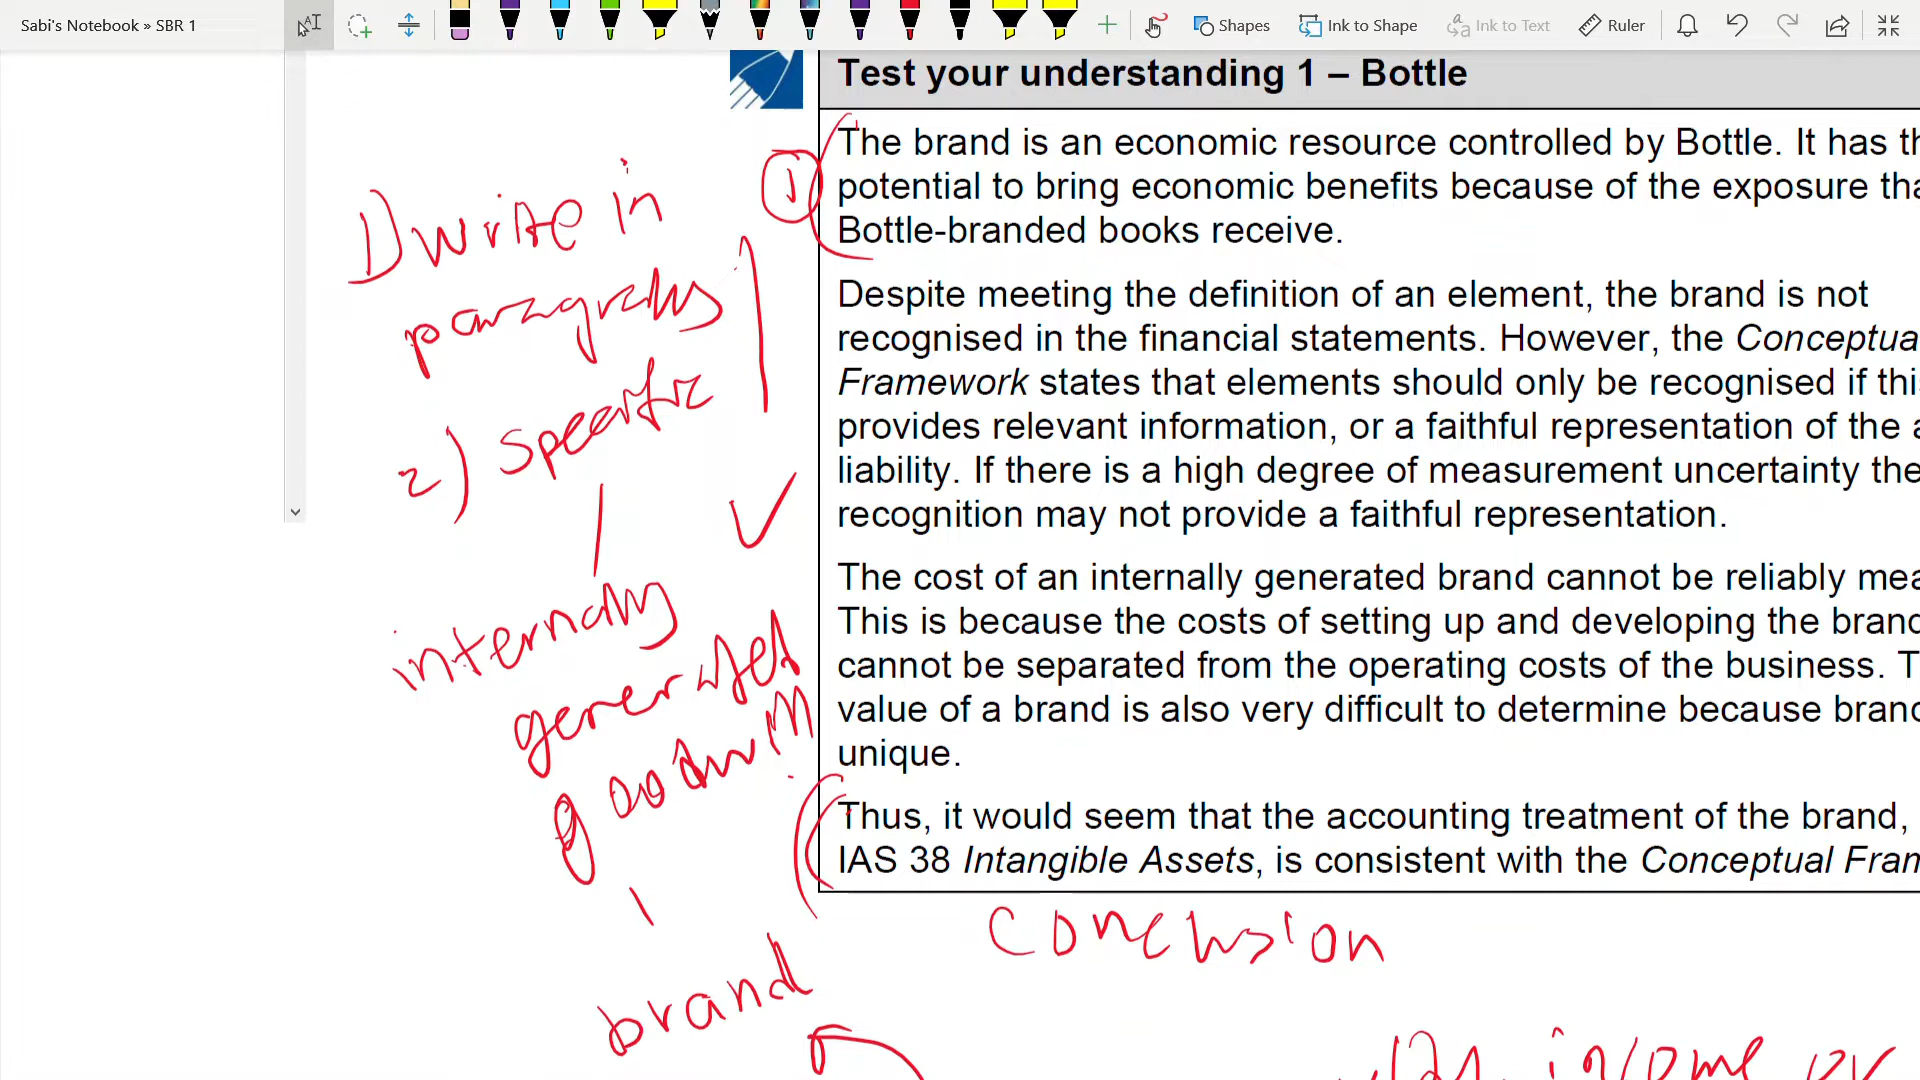 Sabi's Notebook » SBR 1
Shapes
Ink to Shape
Ink to Text
Ruler
Test your understanding 1 – Bottle
The brand is an economic resource controlled by Bottle. It has th
potential to bring economic benefits because of the exposure tha
Bottle-branded books receive.
Despite meeting the definition of an element, the brand is not
recognised in the financial statements. However, the Conceptua
Framework states that elements should only be recognised if this
provides relevant information, or a faithful representation of the a
liability. If there is a high degree of measurement uncertainty the
recognition may not provide a faithful representation.
The cost of an internally generated brand cannot be reliably mea
This is because the costs of setting up and developing the brand
cannot be separated from the operating costs of the business. T
value of a brand is also very difficult to determine because brand
unique.
Thus, it would seem that the accounting treatment of the brand,
IAS 38 Intangible Assets, is consistent with the Conceptual Fram
1
1) write in
paragraphs
2) specific
internally
generated
goodwill
brand
conclusion
income or